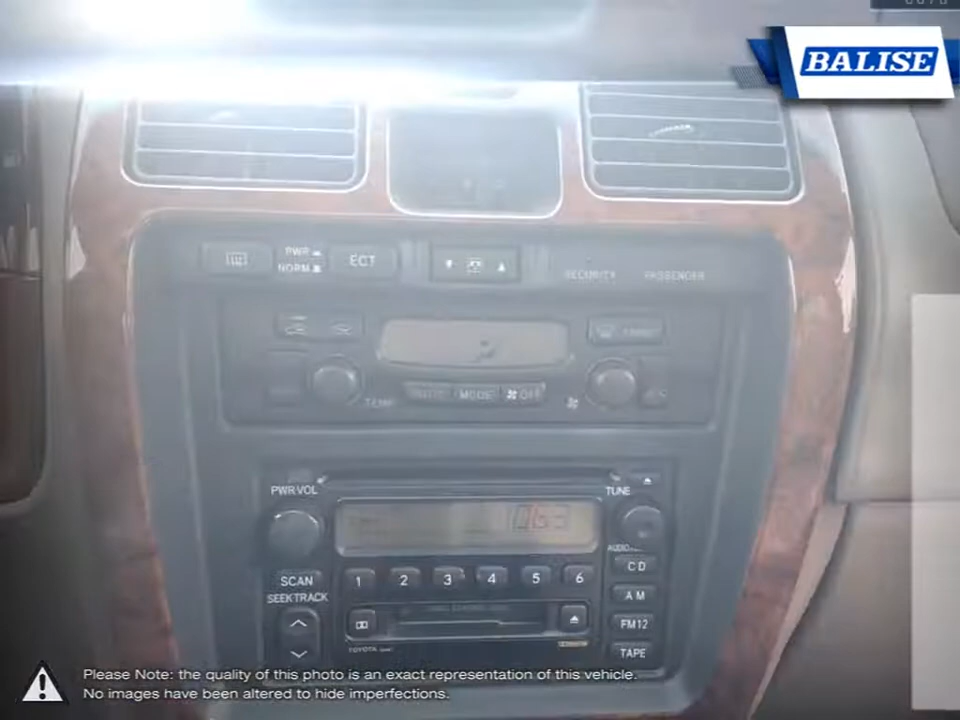 BALISE
PWR
NORM
ECT
SECURITY
PASSENGER
TEMP
MODE
OFF
PWR VOL
TUNE
AUDIO
CD
1 2 3 4 5 6
SCAN
AM
SEEK TRACK
FM12
TOYOTA
TAPE
Please Note: the quality of this photo is an exact representation of this vehicle.
No images have been altered to hide imperfections.